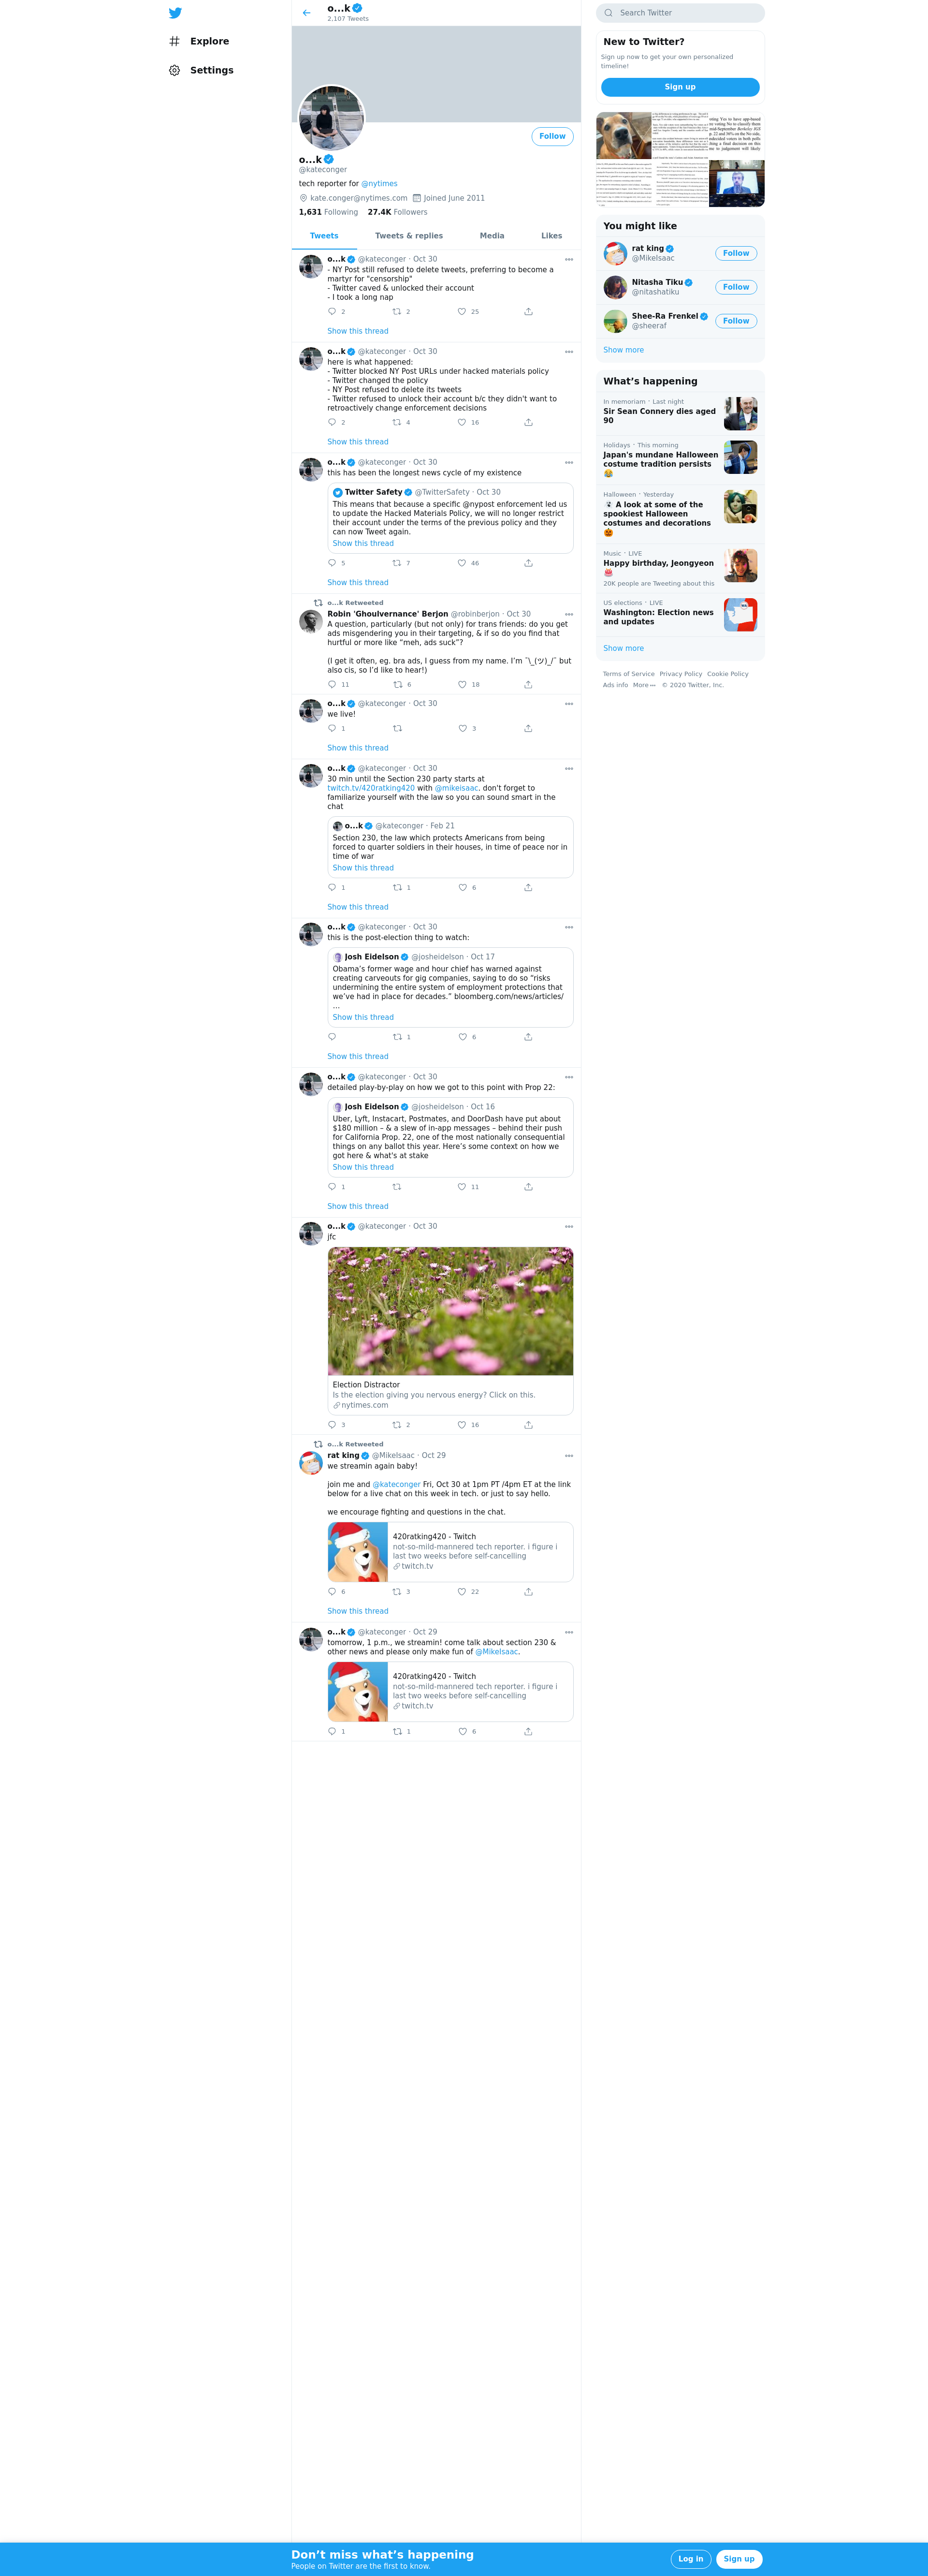 Explore
Settings
o...k
2,107 Tweets
Follow
o...k
@kateconger
tech reporter for @nytimes
kate.conger@nytimes.com Joined June 2011
1,631 Following 27.4K Followers
Tweets Tweets & replies Media Likes
o...k @kateconger · Oct 30
- NY Post still refused to delete tweets, preferring to become a
martyr for "censorship"
- Twitter caved & unlocked their account
- I took a long nap
2 2 25
Show this thread
o...k @kateconger · Oct 30
here is what happened:
- Twitter blocked NY Post URLs under hacked materials policy
- Twitter changed the policy
- NY Post refused to delete its tweets
- Twitter refused to unlock their account b/c they didn't want to
retroactively change enforcement decisions
2 4 16
Show this thread
o...k @kateconger · Oct 30
this has been the longest news cycle of my existence
Twitter Safety @TwitterSafety · Oct 30
This means that because a specific @nypost enforcement led us
to update the Hacked Materials Policy, we will no longer restrict
their account under the terms of the previous policy and they
can now Tweet again.
Show this thread
5 7 46
Show this thread
o...k Retweeted
Robin 'Ghoulvernance' Berjon @robinberjon · Oct 30
A question, particularly (but not only) for trans friends: do you get
ads misgendering you in their targeting, & if so do you find that
hurtful or more like “meh, ads suck”?
(I get it often, eg. bra ads, I guess from my name. I’m ¯\_(ツ)_/¯ but
also cis, so I’d like to hear!)
11 6 18
o...k @kateconger · Oct 30
we live!
1 3
Show this thread
o...k @kateconger · Oct 30
30 min until the Section 230 party starts at
twitch.tv/420ratking420 with @mikeisaac. don't forget to
familiarize yourself with the law so you can sound smart in the
chat
o...k @kateconger · Feb 21
Section 230, the law which protects Americans from being
forced to quarter soldiers in their houses, in time of peace nor in
time of war
Show this thread
1 1 6
Show this thread
o...k @kateconger · Oct 30
this is the post-election thing to watch:
Josh Eidelson @josheidelson · Oct 17
Obama’s former wage and hour chief has warned against
creating carveouts for gig companies, saying to do so “risks
undermining the entire system of employment protections that
we’ve had in place for decades.” bloomberg.com/news/articles/
...
Show this thread
1 6
Show this thread
o...k @kateconger · Oct 30
detailed play-by-play on how we got to this point with Prop 22:
Josh Eidelson @josheidelson · Oct 16
Uber, Lyft, Instacart, Postmates, and DoorDash have put about
$180 million – & a slew of in-app messages – behind their push
for California Prop. 22, one of the most nationally consequential
things on any ballot this year. Here’s some context on how we
got here & what's at stake
Show this thread
1 11
Show this thread
o...k @kateconger · Oct 30
jfc
Election Distractor
Is the election giving you nervous energy? Click on this.
nytimes.com
3 2 16
o...k Retweeted
rat king @MikeIsaac · Oct 29
we streamin again baby!
join me and @kateconger Fri, Oct 30 at 1pm PT /4pm ET at the link
below for a live chat on this week in tech. or just to say hello.
we encourage fighting and questions in the chat.
420ratking420 - Twitch
not-so-mild-mannered tech reporter. i figure i
last two weeks before self-cancelling
twitch.tv
6 3 22
Show this thread
o...k @kateconger · Oct 29
tomorrow, 1 p.m., we streamin! come talk about section 230 &
other news and please only make fun of @MikeIsaac.
420ratking420 - Twitch
not-so-mild-mannered tech reporter. i figure i
last two weeks before self-cancelling
twitch.tv
1 1 6
Search Twitter
New to Twitter?
Sign up now to get your own personalized
timeline!
Sign up
You might like
rat king
@MikeIsaac
Follow
Nitasha Tiku
@nitashatiku
Follow
Shee-Ra Frenkel
@sheeraf
Follow
Show more
What’s happening
In memoriam · Last night
Sir Sean Connery dies aged
90
Holidays · This morning
Japan's mundane Halloween
costume tradition persists
😂
Halloween · Yesterday
A look at some of the
spookiest Halloween
costumes and decorations
🎃
Music · LIVE
Happy birthday, Jeongyeon
🎂
20K people are Tweeting about this
US elections · LIVE
Washington: Election news
and updates
Show more
Terms of Service Privacy Policy Cookie Policy
Ads info More © 2020 Twitter, Inc.
Don’t miss what’s happening
People on Twitter are the first to know.
Log in Sign up